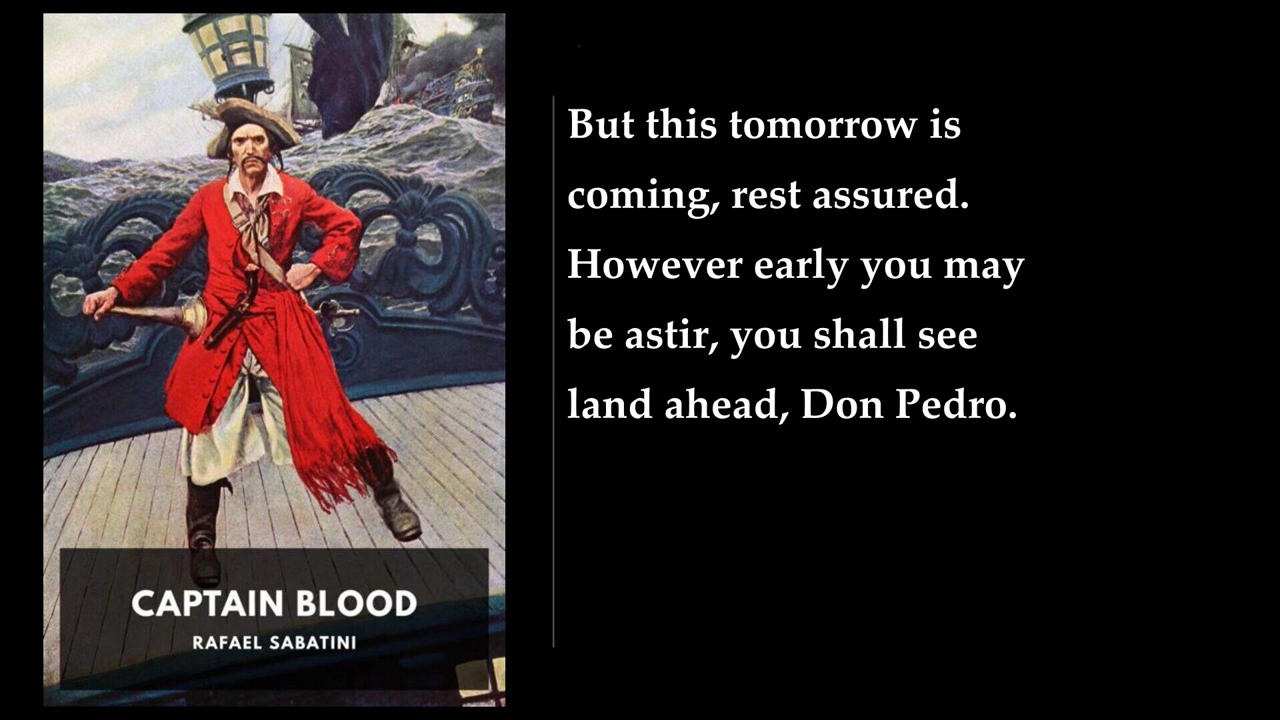 But this tomorrow is
coming, rest assured.
However early you may
be astir, you shall see
land ahead, Don Pedro.
CAPTAIN BLOOD
RAFAEL SABATINI